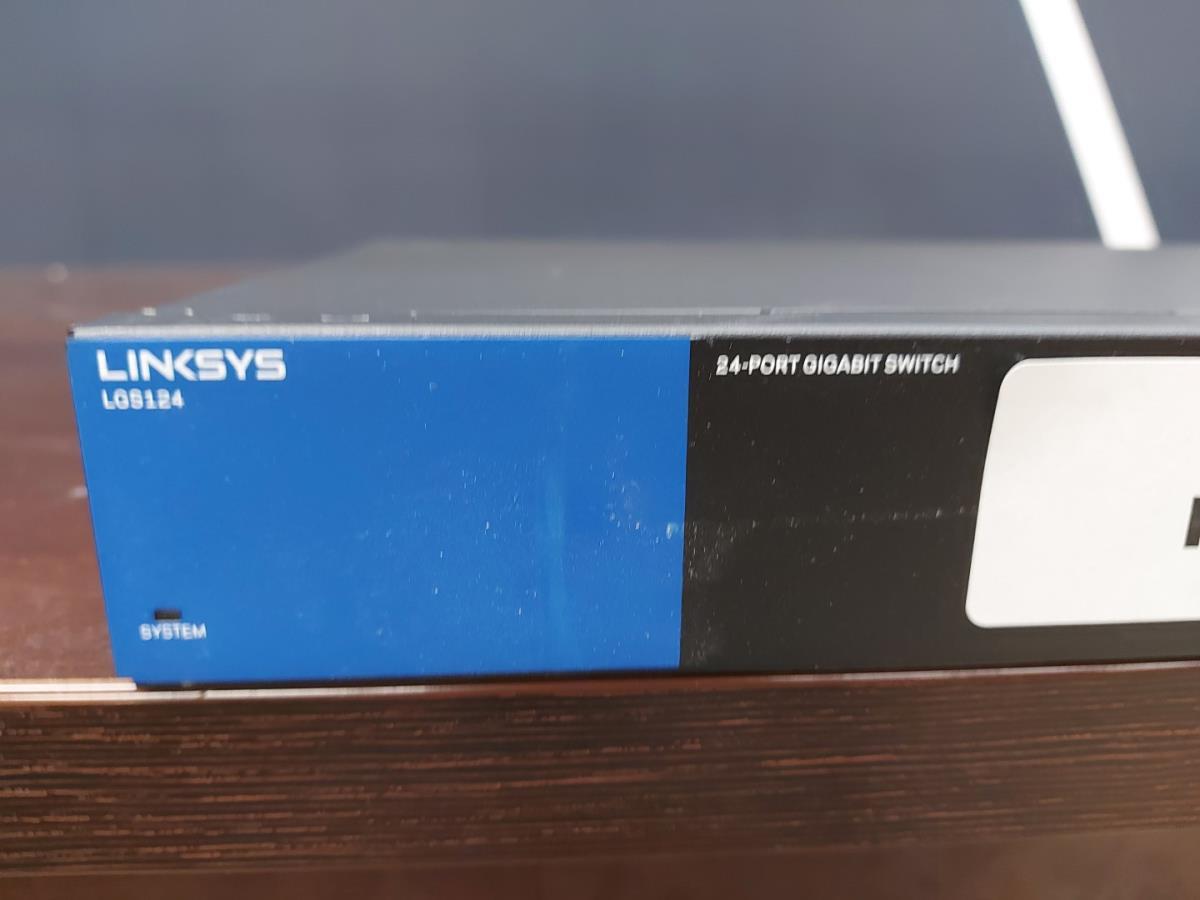 LINKSYS
LGS124
24-PORT GIGABIT SWITCH
SYSTEM